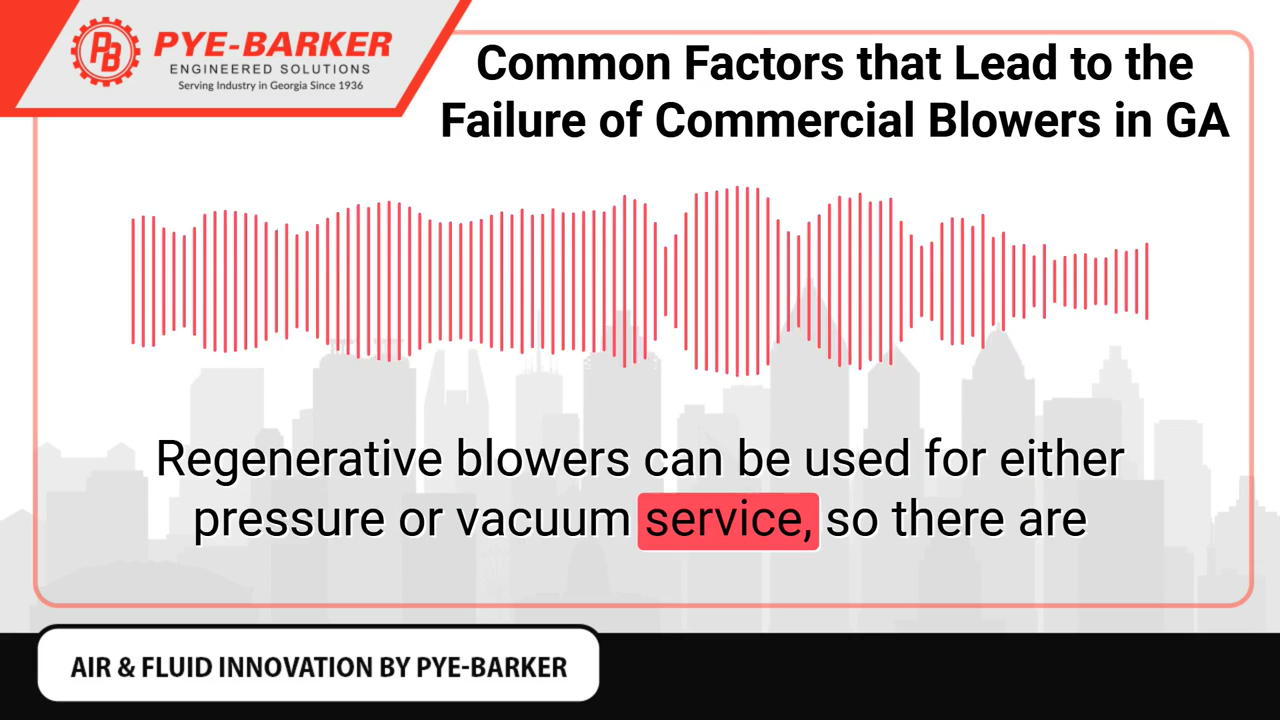 PB
PYE-BARKER
ENGINEERED SOLUTIONS
Serving Industry in Georgia Since 1936
Common Factors that Lead to the
Failure of Commercial Blowers in GA
Regenerative blowers can be used for either
pressure or vacuum service, so there are
AIR & FLUID INNOVATION BY PYE-BARKER